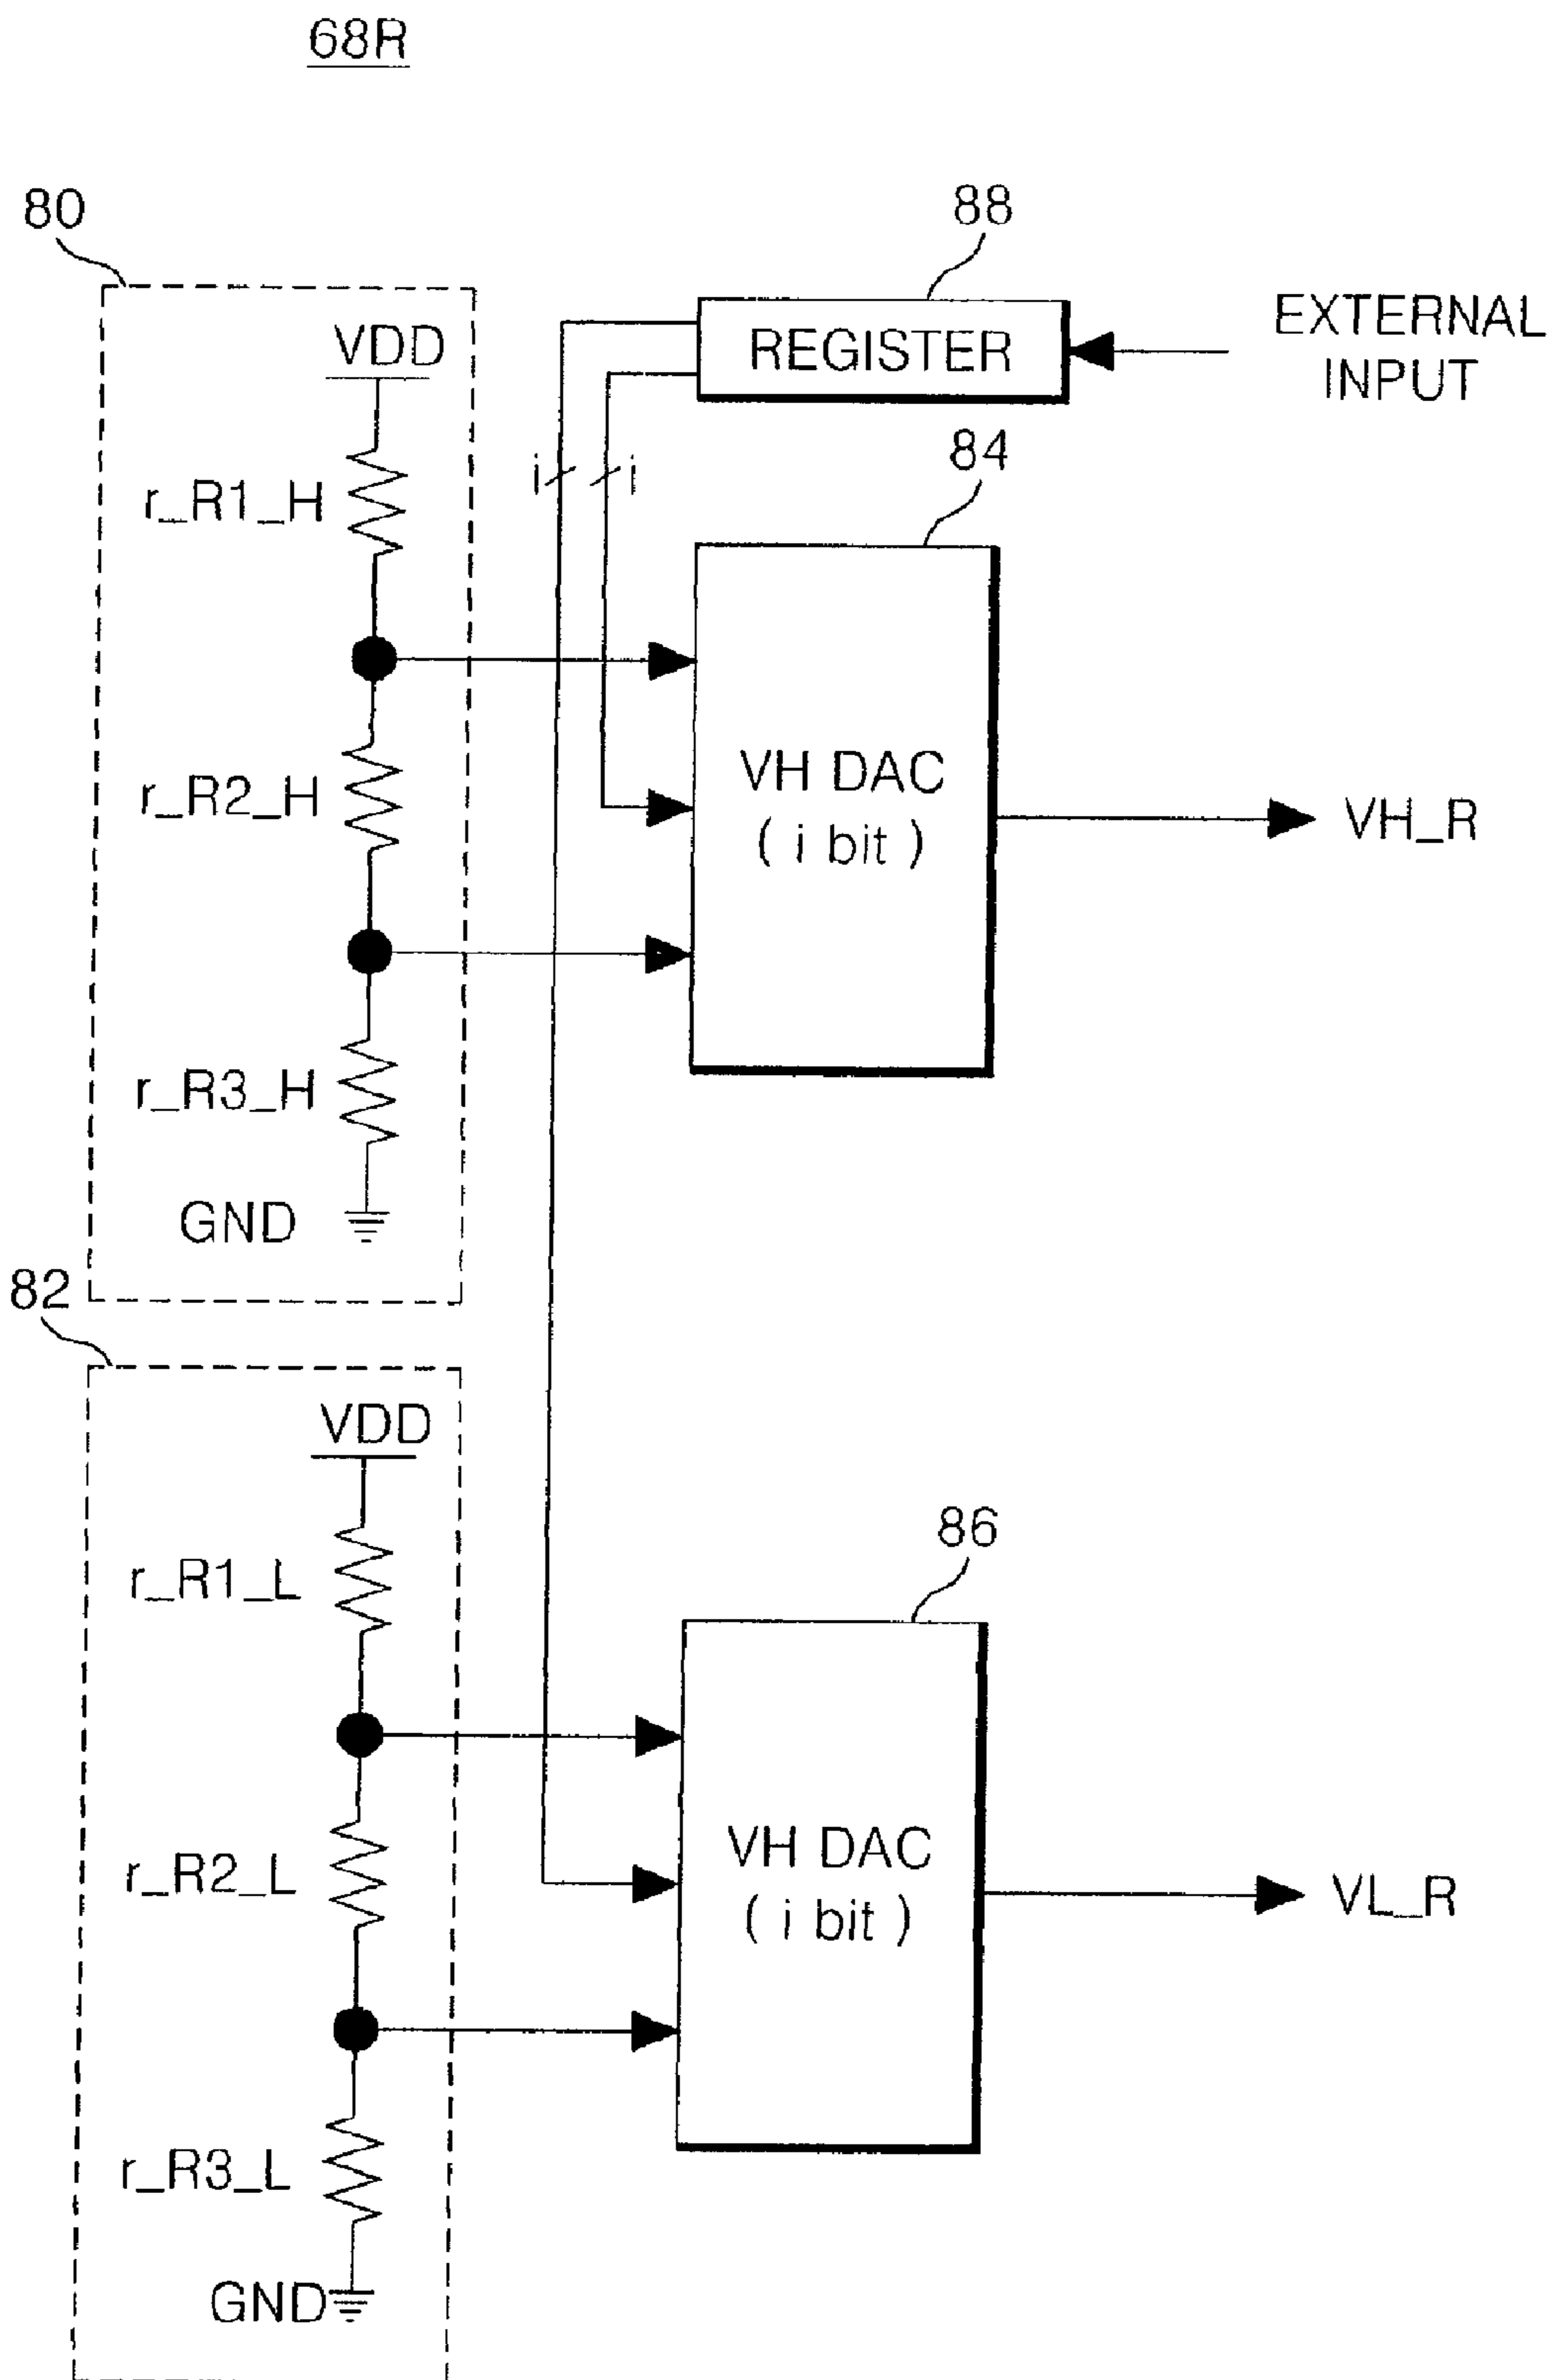 68R
80
88
VDD
REGISTER
EXTERNAL
INPUT
i
i
84
r_R1_H
VH DAC
( i bit )
r_R2_H
VH_R
r_R3_H
GND
82
VDD
86
r_R1_L
VH DAC
( i bit )
r_R2_L
VL_R
r_R3_L
GND